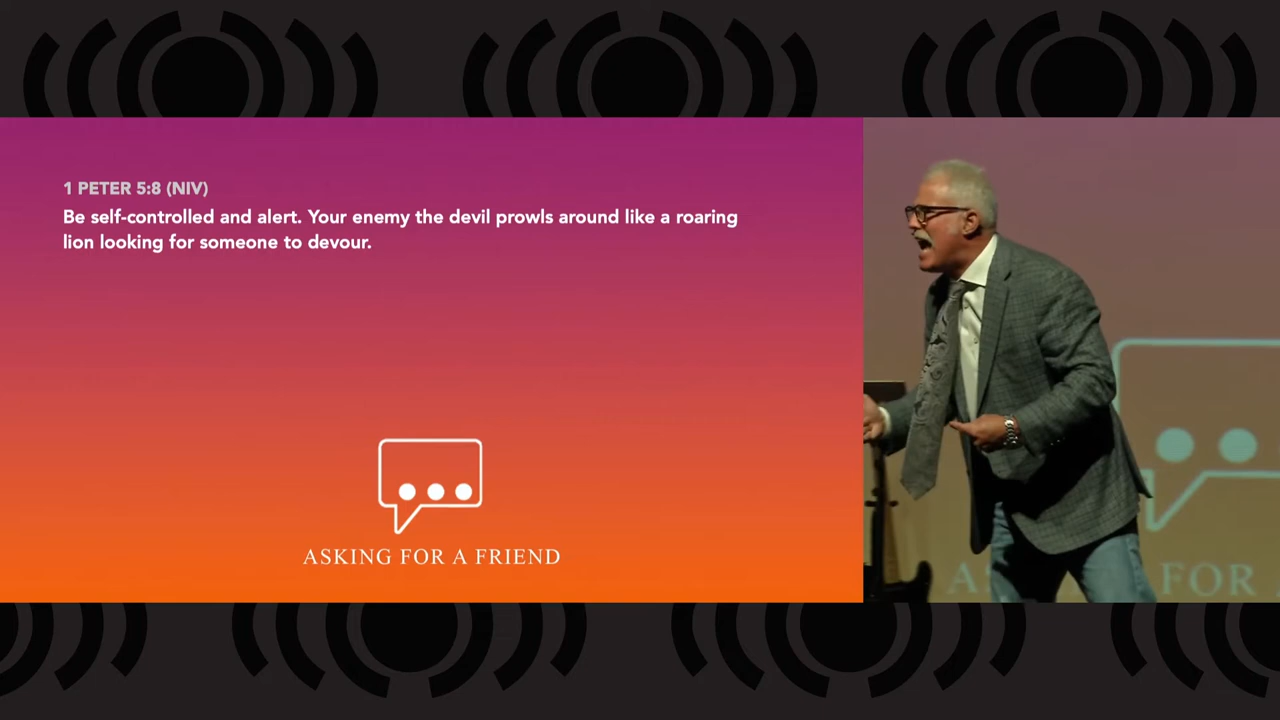 1 PETER 5:8 (NIV)
Be self-controlled and alert. Your enemy the devil prowls around like a roaring
lion looking for someone to devour.
ASKING FOR A FRIEND
A
FOR